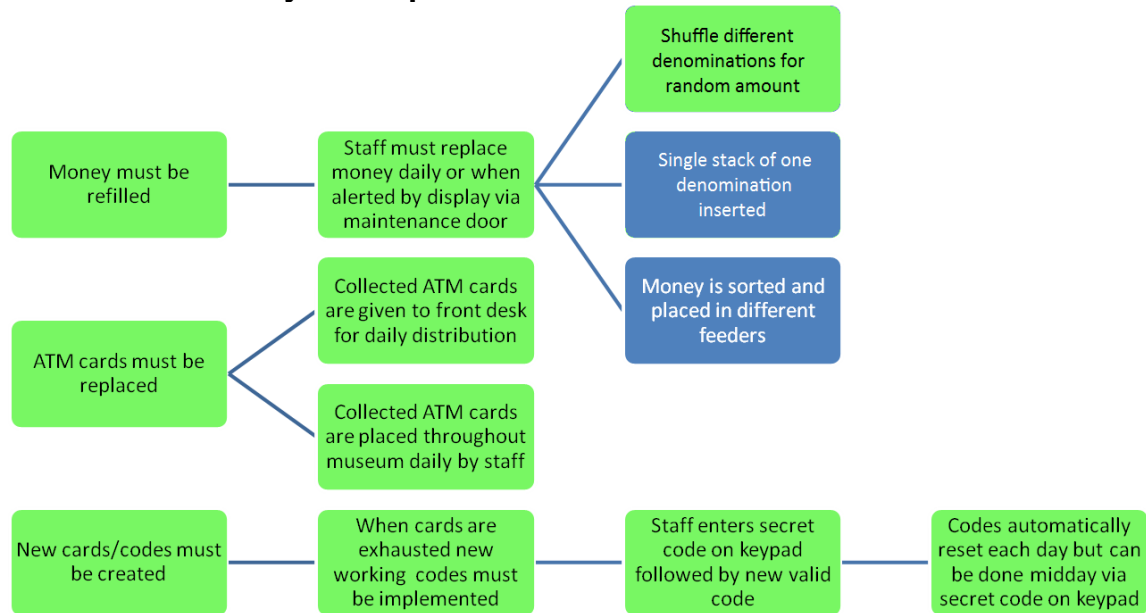 Shuffle different
denominations for
random amount
Money must be
refilled
Staff must replace
money daily or when
alerted by display via
maintenance door
Single stack of one
denomination
inserted
Money is sorted and
placed in different
feeders
Collected ATM cards
are given to front desk
for daily distribution
ATM cards must be
replaced
Collected ATM cards
are placed throughout
museum daily by staff
New cards/codes must
be created
When cards are
exhausted new
working codes must
be implemented
Staff enters secret
code on keypad
followed by new valid
code
Codes automatically
reset each day but can
be done midday via
secret code on keypad